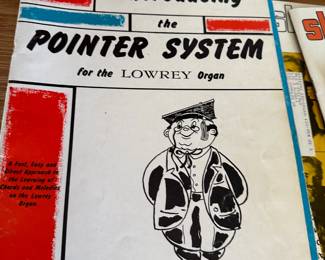 the
POINTER SYSTEM
for the LOWREY Organ
A Fast, Easy and
Direct Approach to
the Learning of
Chords and Melodies
on the Lowrey
Organ